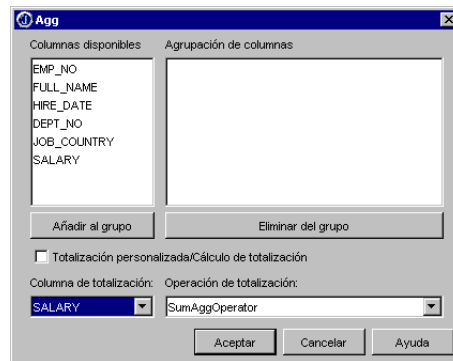 Agg
Columnas disponibles Agrupación de columnas
EMP_NO
FULL_NAME
HIRE_DATE
DEPT_NO
JOB_COUNTRY
SALARY
Añadir al grupo Eliminar del grupo
Totalización personalizada/Cálculo de totalización
Columna de totalización: Operación de totalización:
SALARY SumAggOperator
Aceptar Cancelar Ayuda